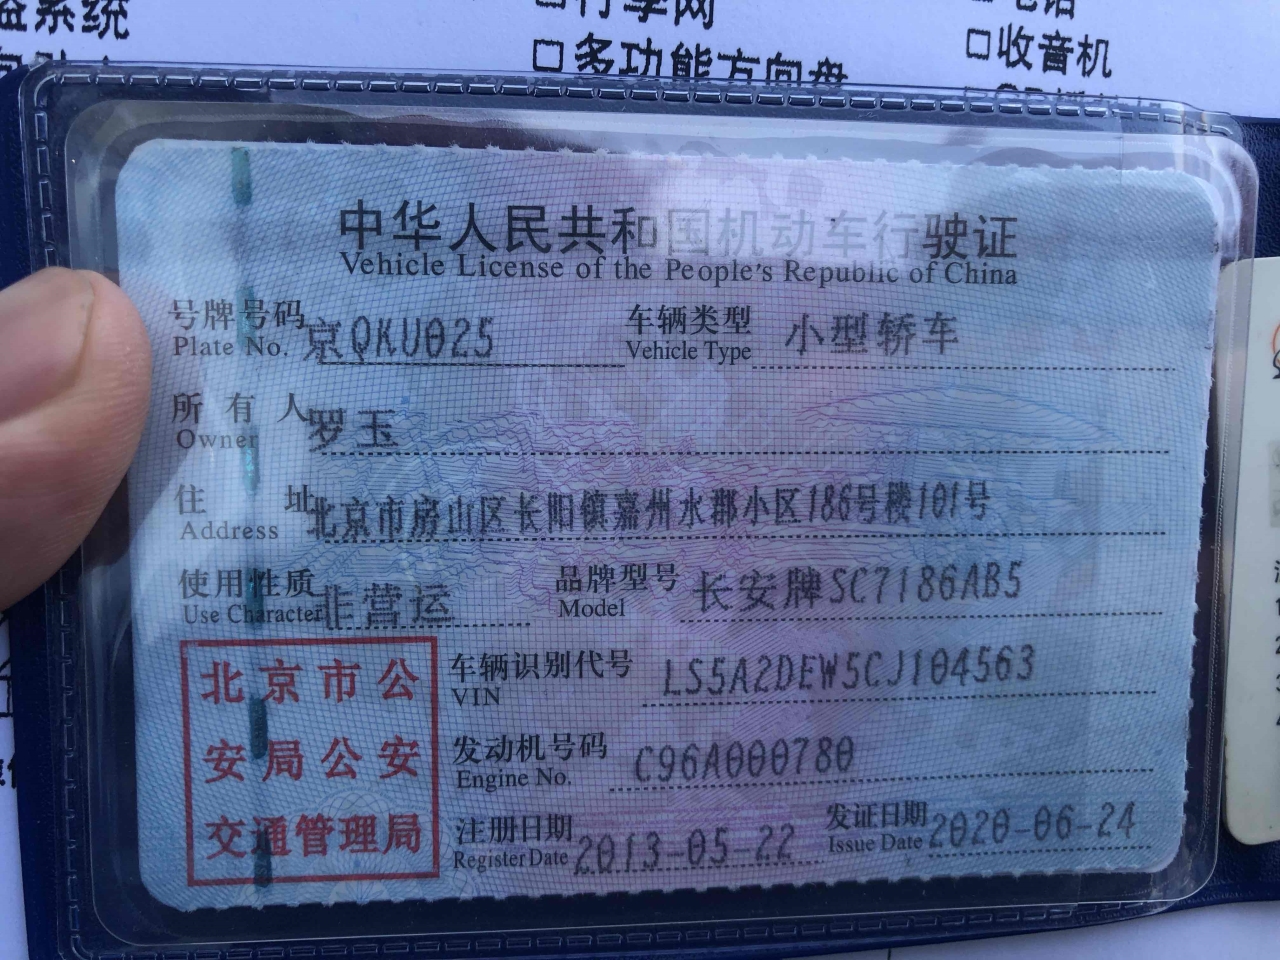 系统
行李网
电话
□多功能方向盘
□收音机
中华人民共和国机动车行驶证
Vehicle License of the People's Republic of China
号牌号码 京QKU025 车辆类型 小型轿车
Plate No. Vehicle Type
所有人 罗玉
Owner
住址 北京市房山区长阳镇嘉州水郡小区186号楼101号
Address
使用性质 非营运 品牌型号 长安牌SC7186AB5
Use Character Model
北京市公
安局公安
交通管理局
车辆识别代号 LS5A2DEW5CJ104563
VIN
发动机号码 C96A000780
Engine No.
注册日期 2013-05-22 发证日期 2020-06-24
Register Date Issue Date